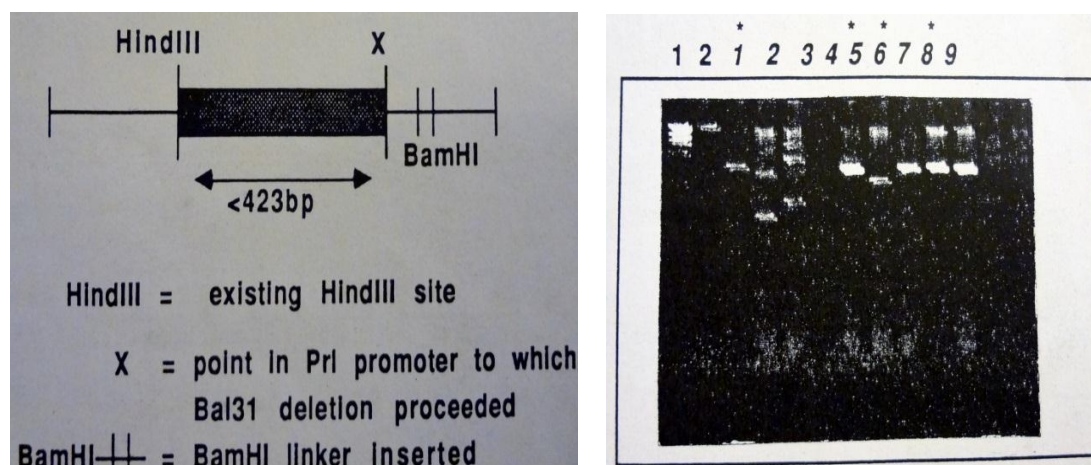 HindIII X
BamHI
<423bp
HindIII = existing HindIII site
X = point in PrI promoter to which
Bal31 deletion proceeded
BamHI = BamHI linker inserted
* * * *
1 2 1 2 3 4 5 6 7 8 9